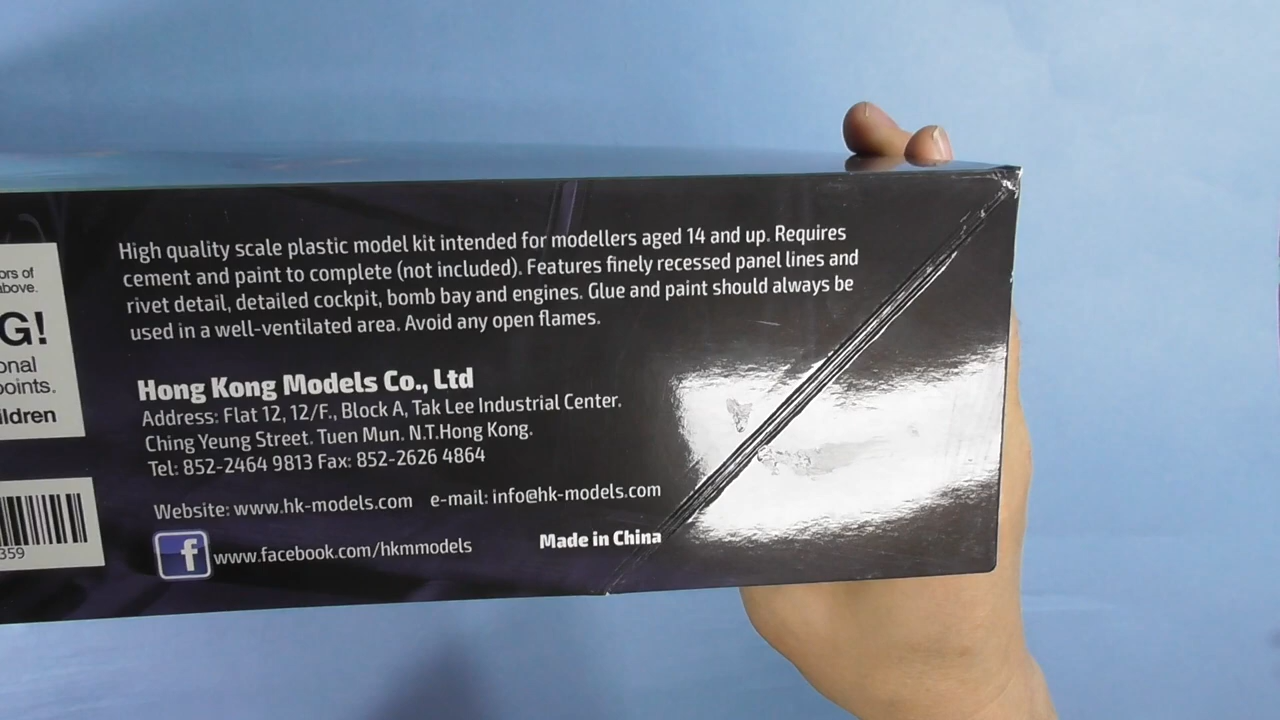 High quality scale plastic model kit intended for modellers aged 14 and up. Requires
cement and paint to complete (not included). Features finely recessed panel lines and
rivet detail, detailed cockpit, bomb bay and engines. Glue and paint should always be
used in a well-ventilated area. Avoid any open flames.
Hong Kong Models Co., Ltd
Address: Flat 12, 12/F., Block A, Tak Lee Industrial Center.
Ching Yeung Street. Tuen Mun. N.T.Hong Kong.
Tel: 852-2464 9813 Fax: 852-2626 4864
Website: www.hk-models.com e-mail: info@hk-models.com
f www.facebook.com/hkmmodels
Made in China
ors of
above.
G!
onal
points.
ildren
359